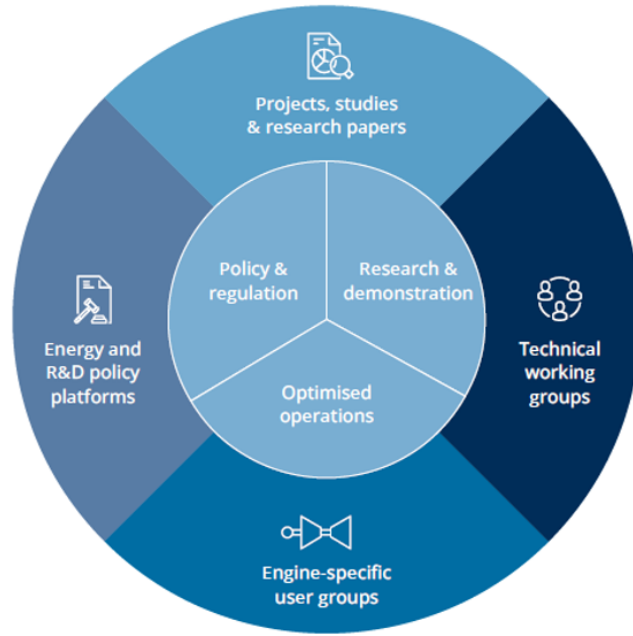 Projects, studies
& research papers
Policy &
regulation
Research &
demonstration
Energy and
R&D policy
platforms
Technical
working
groups
Optimised
operations
Engine-specific
user groups